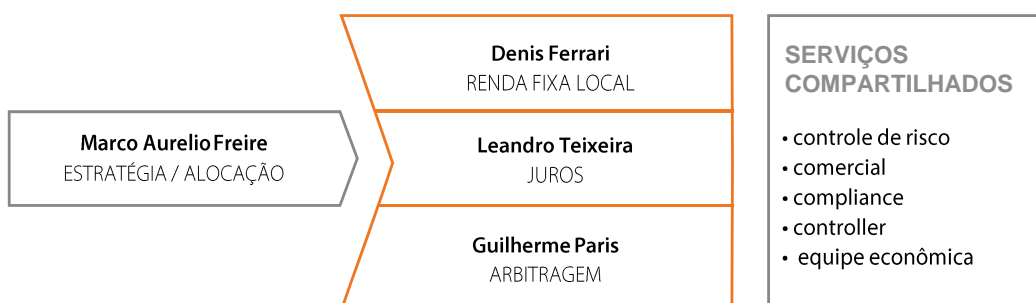 Marco Aurelio Freire
ESTRATÉGIA / ALOCAÇÃO
Denis Ferrari
RENDA FIXA LOCAL
Leandro Teixeira
JUROS
Guilherme Paris
ARBITRAGEM
SERVIÇOS
COMPARTILHADOS
• controle de risco
• comercial
• compliance
• controller
• equipe econômica